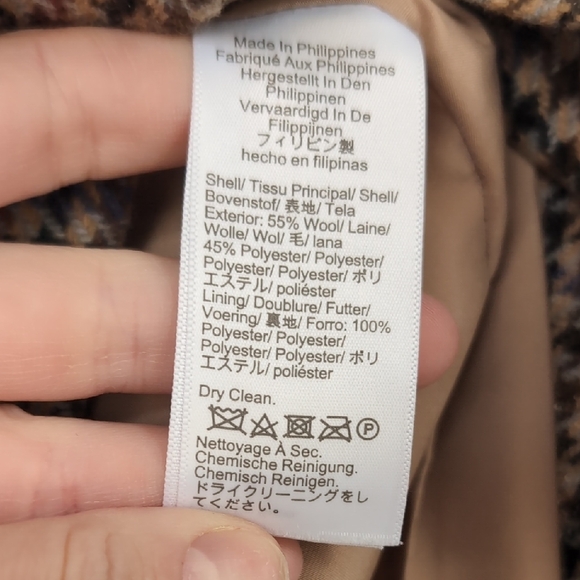 Made In Philippines
Fabriqué Aux Philippines
Hergestellt In Den
Philippinen
Vervaardigd In De
Filippijnen
フィリピン製
hecho en filipinas
Shell/ Tissu Principal/ Shell/
Bovenstof/ 表地/ Tela
Exterior: 55% Wool/ Laine/
Wolle/ Wol/ 毛/ lana
45% Polyester/ Polyester/
Polyester/ Polyester/ ポリ
エステル/ poliéster
Lining/ Doublure/ Futter/
Voering/ 裏地/ Forro: 100%
Polyester/ Polyester/
Polyester/ Polyester/ ポリ
エステル/ poliéster
Dry Clean.
P
Nettoyage À Sec.
Chemische Reinigung.
Chemisch Reinigen.
ドライクリーニングをし
てください。